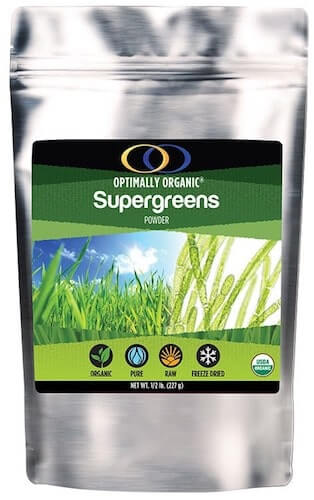 OPTIMALLY ORGANIC®
Supergreens
POWDER
ORGANIC PURE RAW FREEZE DRIED
USDA
ORGANIC
NET WT. 1/2 lb. (227 g)